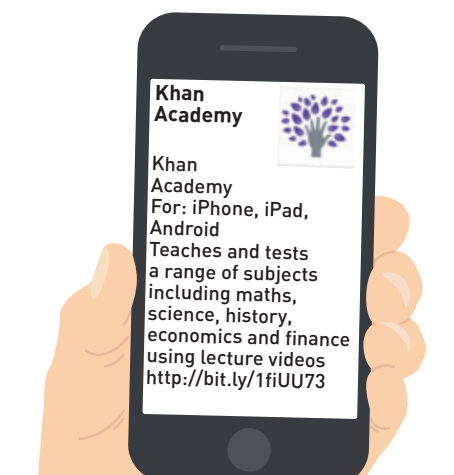 Khan
Academy
Khan
Academy
For: iPhone, iPad,
Android
Teaches and tests
a range of subjects
including maths,
science, history,
economics and finance
using lecture videos
http://bit.ly/1fiUU73